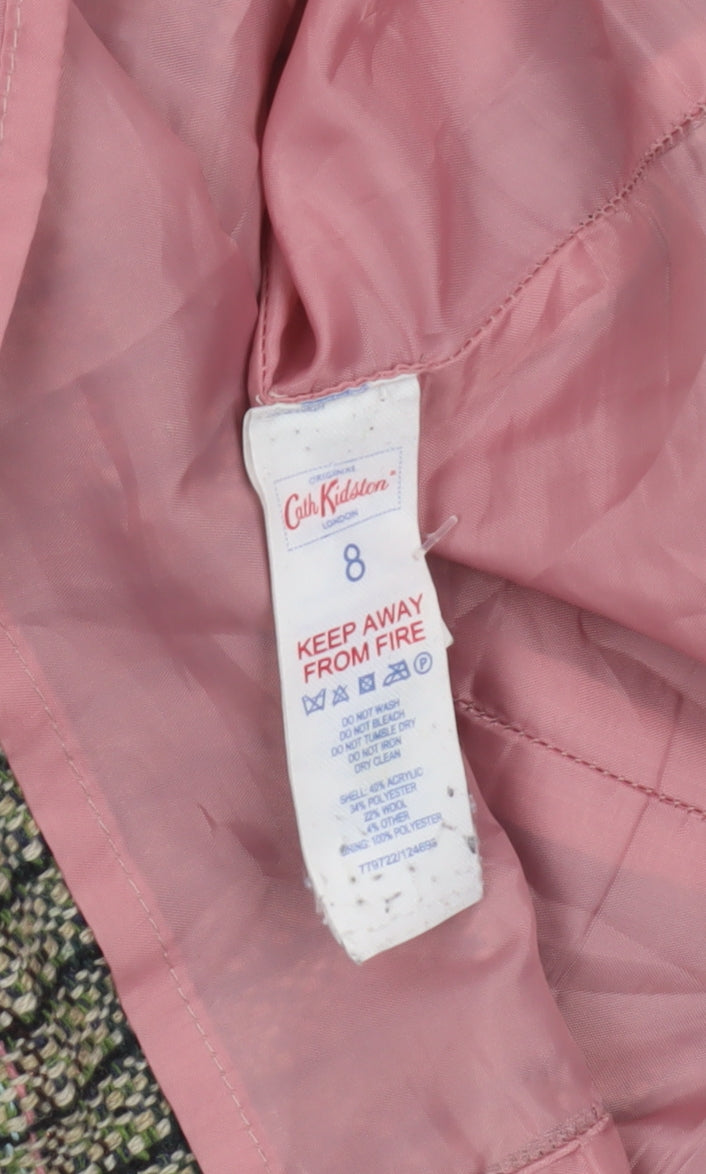 ORIGINAL
Cath Kidston
LONDON
8
KEEP AWAY
FROM FIRE
P
DO NOT WASH
DO NOT BLEACH
DO NOT TUMBLE DRY
DO NOT IRON
DRY CLEAN
SHELL: 40% ACRYLIC
34% POLYESTER
22% WOOL
4% OTHER
LINING: 100% POLYESTER